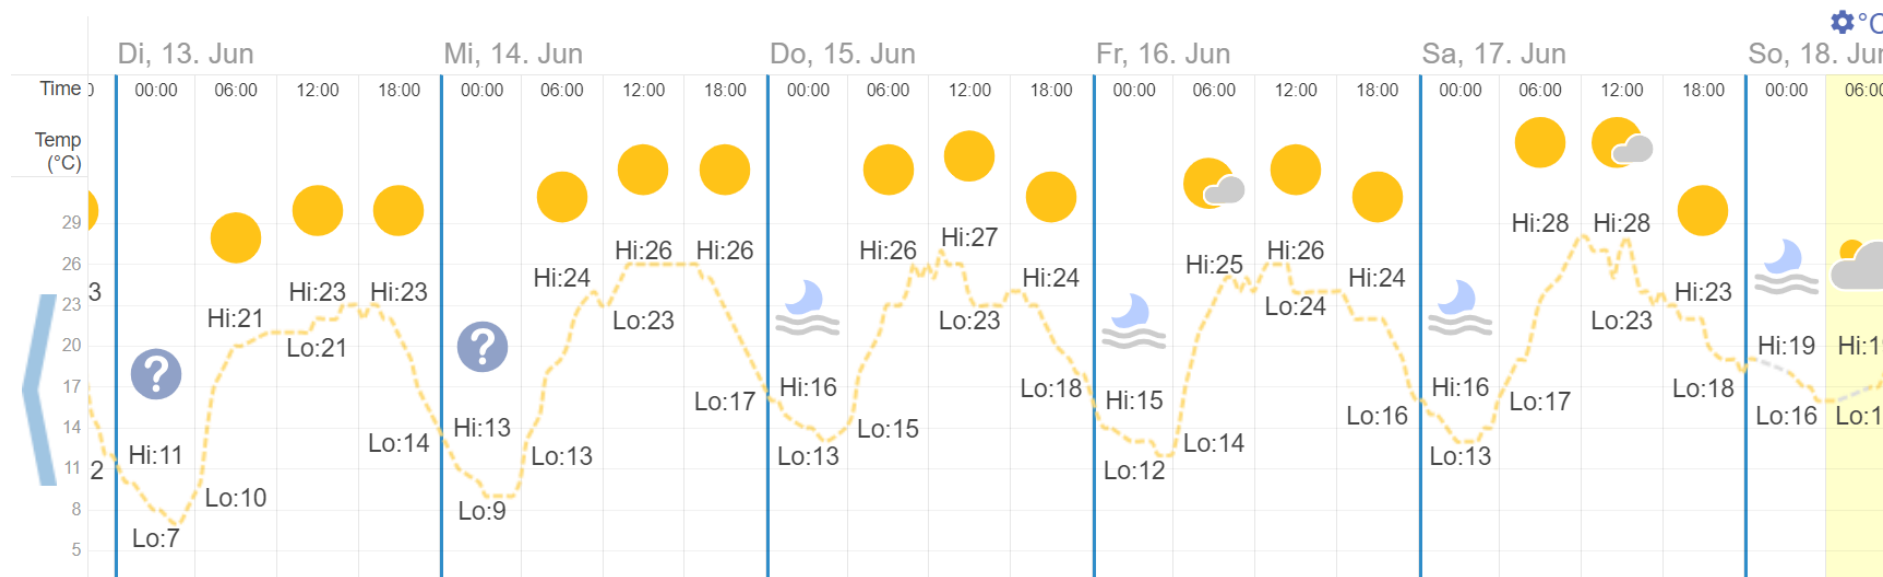 °C
Di, 13. Jun Mi, 14. Jun Do, 15. Jun Fr, 16. Jun Sa, 17. Jun So, 18. Jun
Time 00:00 06:00 12:00 18:00 00:00 06:00 12:00 18:00 00:00 06:00 12:00 18:00 00:00 06:00 12:00 18:00 00:00 06:00 12:00 18:00 00:00 06:00
Temp
(°C)
29 Hi:28 Hi:28
Hi:27
26 Hi:26 Hi:26 Hi:26 Hi:25 Hi:26
Hi:24 Hi:24 Hi:24
23 3 Hi:23 Hi:23 Hi:23
Hi:21 Lo:23 Lo:23 Lo:24 Lo:23
20 Lo:21 Hi:19
17 Hi:16 Lo:18 Hi:16 Lo:18
Lo:17 Hi:15 Lo:17
14 Lo:14 Hi:13 Lo:15 Lo:16 Lo:16
Hi:11 Lo:13 Lo:13 Lo:14 Lo:13
11 2 Lo:12
Lo:10
8 Lo:9
Lo:7
5